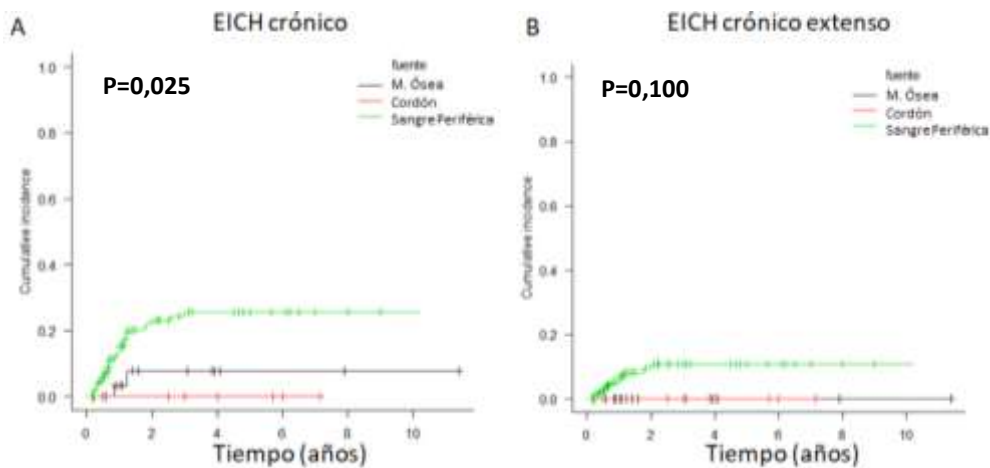 A
EICH crónico
P=0,025
fuente
M. Ósea
Cordón
Sangre Periférica
Cumulative incidence
1.0
0.8
0.6
0.4
0.2
0.0
0 2 4 6 8 10
Tiempo (años)
B
EICH crónico extenso
P=0,100
fuente
M. Ósea
Cordón
Sangre Periférica
Cumulative incidence
1.0
0.8
0.6
0.4
0.2
0.0
0 2 4 6 8 10
Tiempo (años)